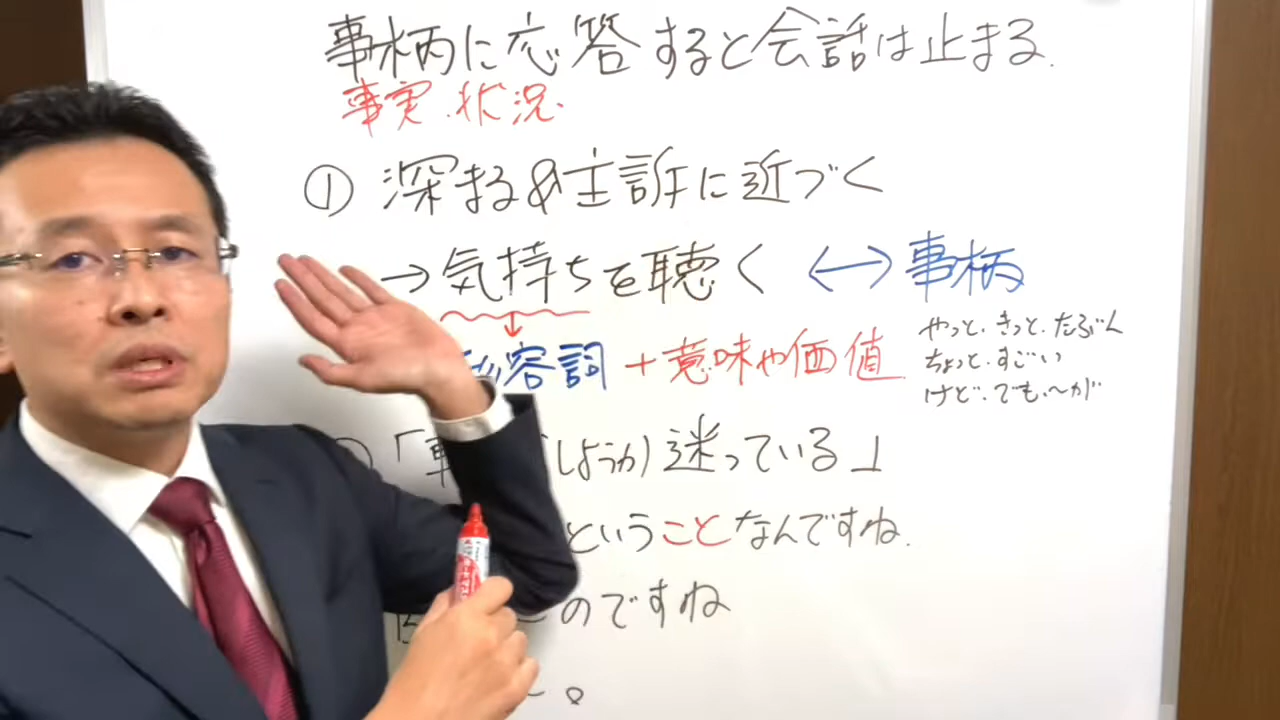 事柄に応答すると会話は止まる.
事実.状況.
① 深まる&主訴に近づく
→気持ちを聴く ⟷ 事柄
容詞+意味や価値
やっと.きっと.たぶん
ちょっと.すごい
けど.でも.〜が
「 しようか)迷っている」
ということなんですね.
〜のですね
〜。